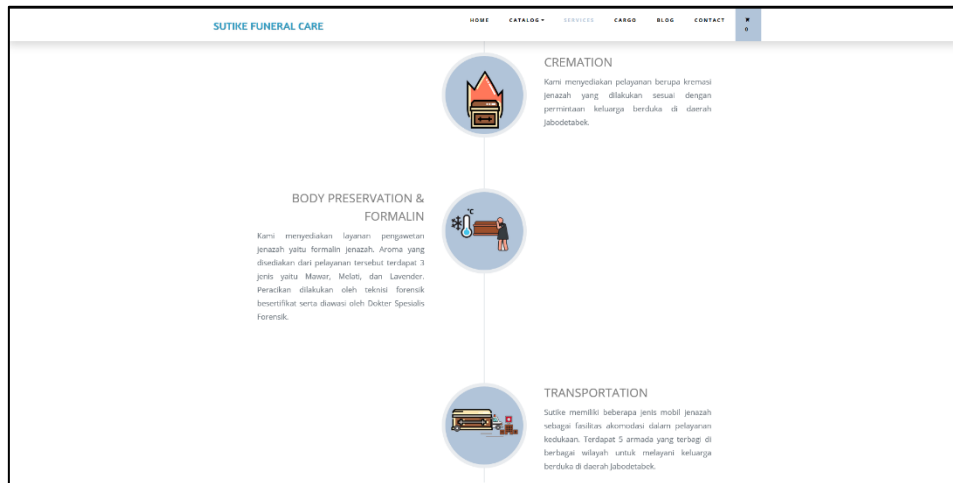 SUTIKE FUNERAL CARE
HOME CATALOG SERVICES CARGO BLOG CONTACT
0
CREMATION
Kami menyediakan pelayanan berupa kremasi
jenazah yang dilakukan sesuai dengan
permintaan keluarga berduka di daerah
Jabodetabek.
BODY PRESERVATION &
FORMALIN
Kami menyediakan layanan pengawetan
jenazah yaitu formalin jenazah. Aroma yang
disediakan dari pelayanan tersebut terdapat 3
jenis yaitu Mawar, Melati, dan Lavender.
Peracikan dilakukan oleh teknisi forensik
besertifikat serta diawasi oleh Dokter Spesialis
Forensik.
°C
TRANSPORTATION
Sutike memiliki beberapa jenis mobil jenazah
sebagai fasilitas akomodasi dalam pelayanan
kedukaan. Terdapat 5 armada yang terbagi di
berbagai wilayah untuk melayani keluarga
berduka di daerah Jabodetabek.